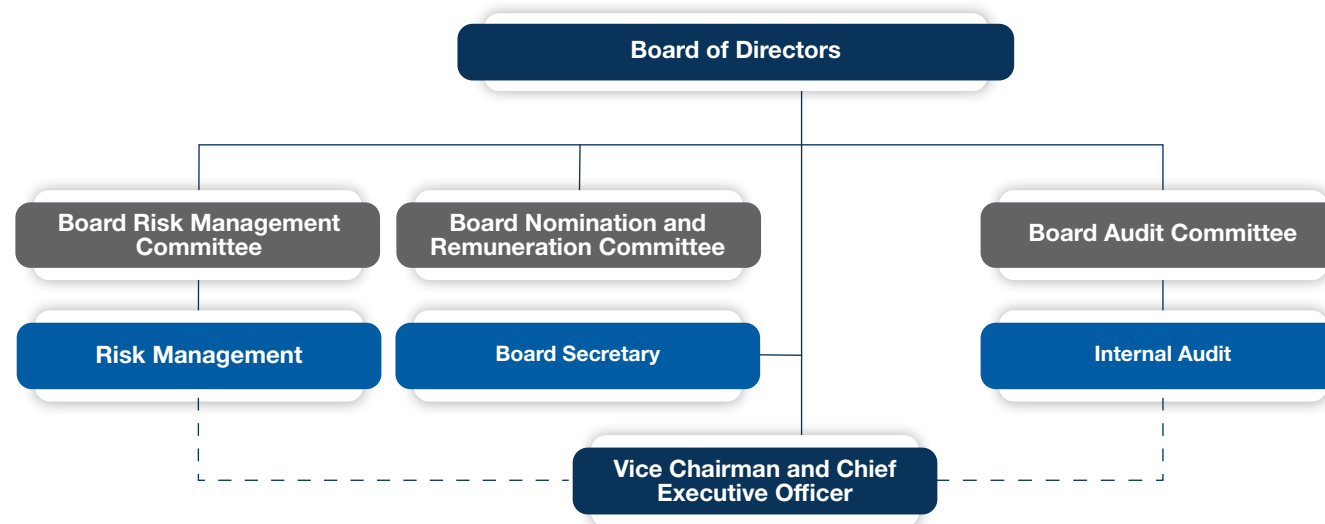 Board of Directors
Board Risk Management
Committee
Board Nomination and
Remuneration Committee
Board Audit Committee
Risk Management
Board Secretary
Internal Audit
Vice Chairman and Chief
Executive Officer